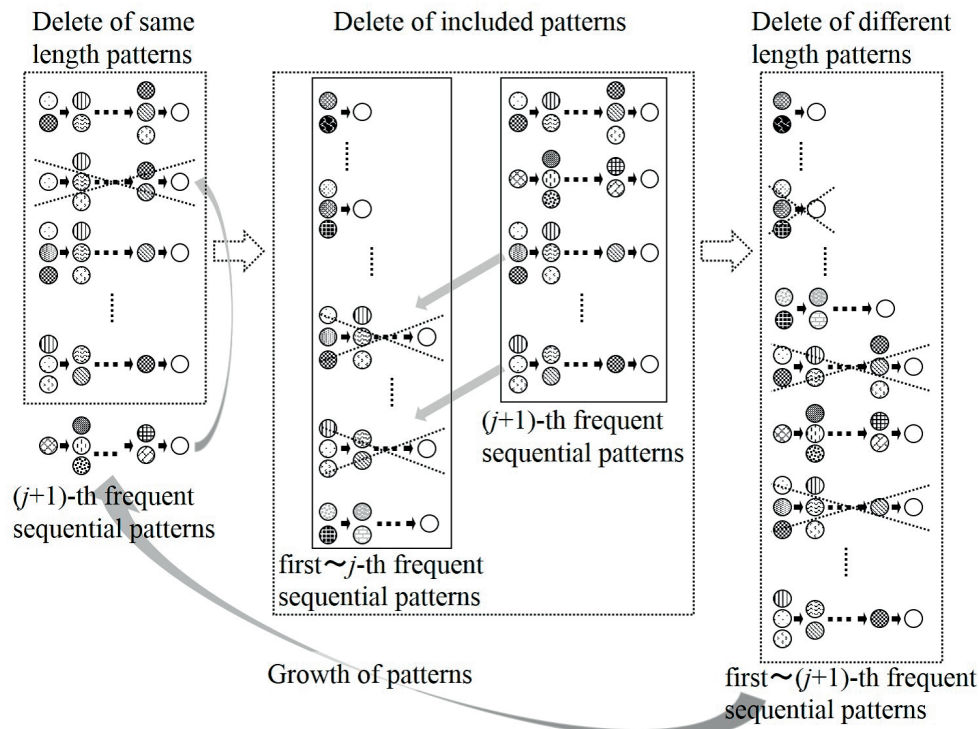 Delete of same
length patterns
Delete of included patterns
Delete of different
length patterns
(j+1)-th frequent
sequential patterns
(j+1)-th frequent
sequential patterns
first~j-th frequent
sequential patterns
Growth of patterns
first~(j+1)-th frequent
sequential patterns